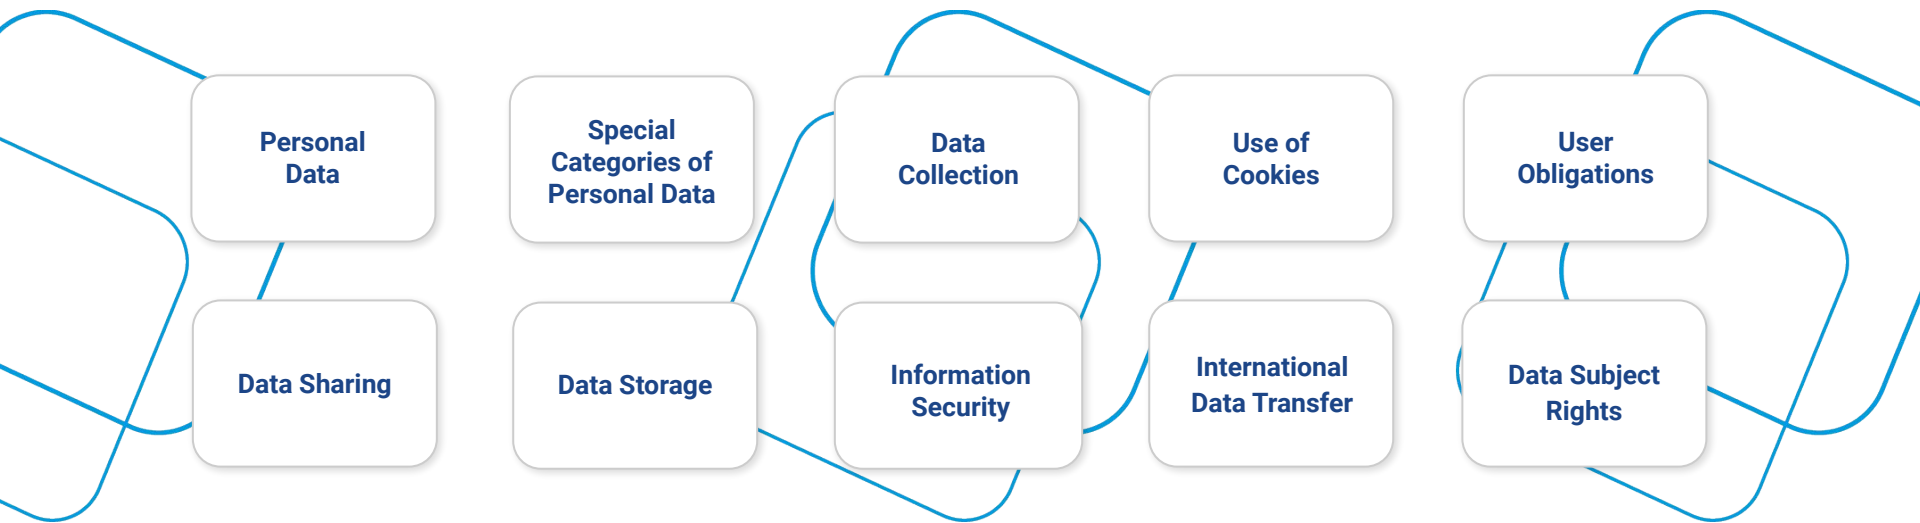 Personal
Data
Special
Categories of
Personal Data
Data
Collection
Use of
Cookies
User
Obligations
Data Sharing
Data Storage
Information
Security
International
Data Transfer
Data Subject
Rights